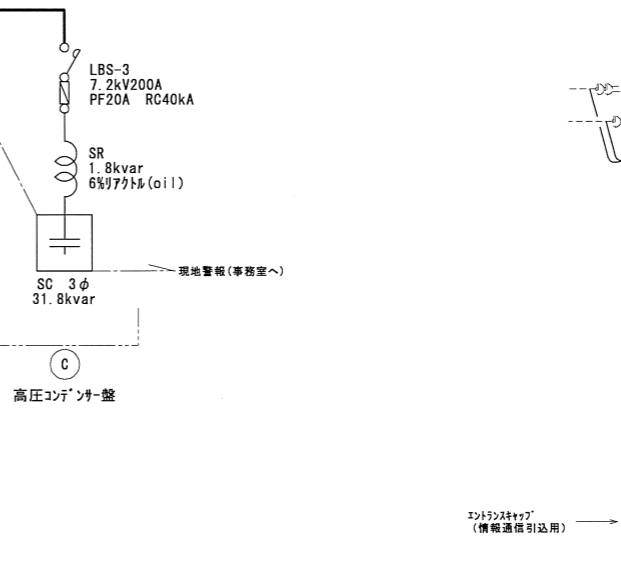 LBS-3
7.2kV200A
PF20A RC40kA
SR
1.8kvar
6%ﾘｱｸﾄﾙ(oil)
現地警報(事務室へ)
SC 3φ
31.8kvar
C
高圧ｺﾝﾃﾞﾝｻｰ盤
ｴﾝﾄﾗﾝｽｷｬｯﾌﾟ
(情報通信引込用)